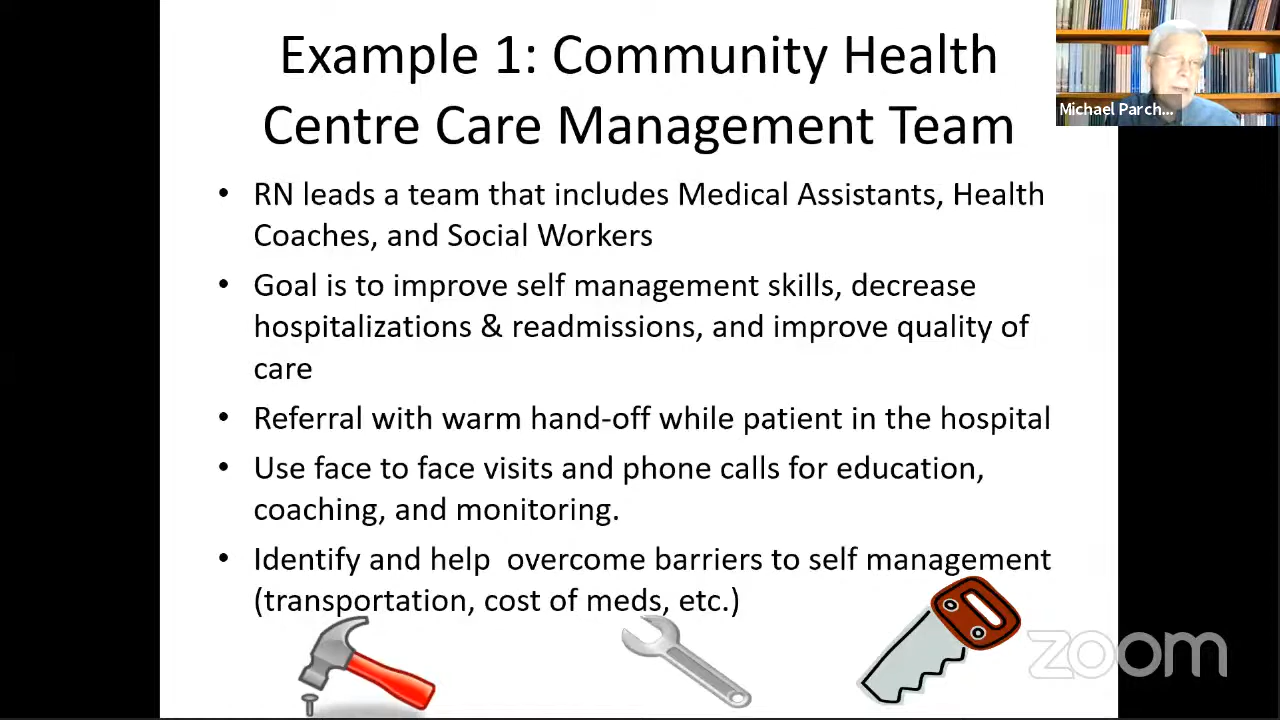 Example 1: Community Health
Centre Care Management Team
Michael Parch...
• RN leads a team that includes Medical Assistants, Health
Coaches, and Social Workers
• Goal is to improve self management skills, decrease
hospitalizations & readmissions, and improve quality of
care
• Referral with warm hand-off while patient in the hospital
• Use face to face visits and phone calls for education,
coaching, and monitoring.
• Identify and help  overcome barriers to self management
(transportation, cost of meds, etc.)
zoom